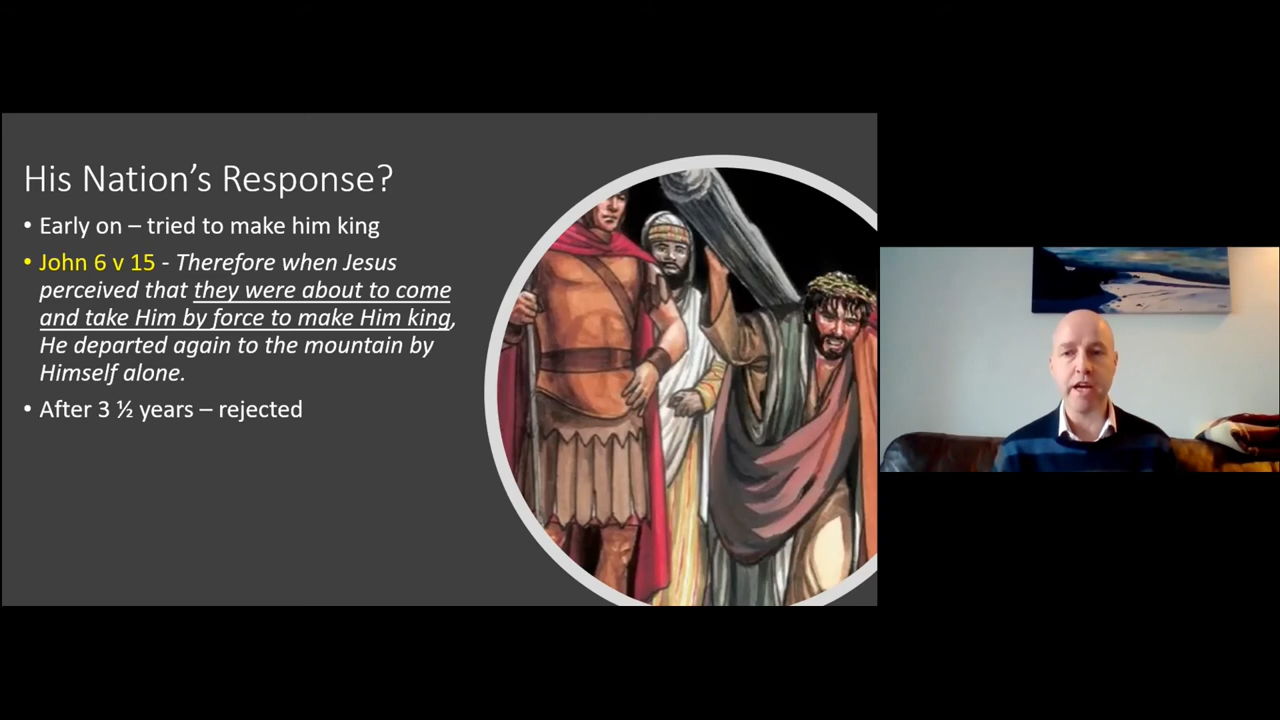 His Nation's Response?
• Early on – tried to make him king
• John 6 v 15 - Therefore when Jesus
perceived that they were about to come
and take Him by force to make Him king,
He departed again to the mountain by
Himself alone.
• After 3 ½ years – rejected